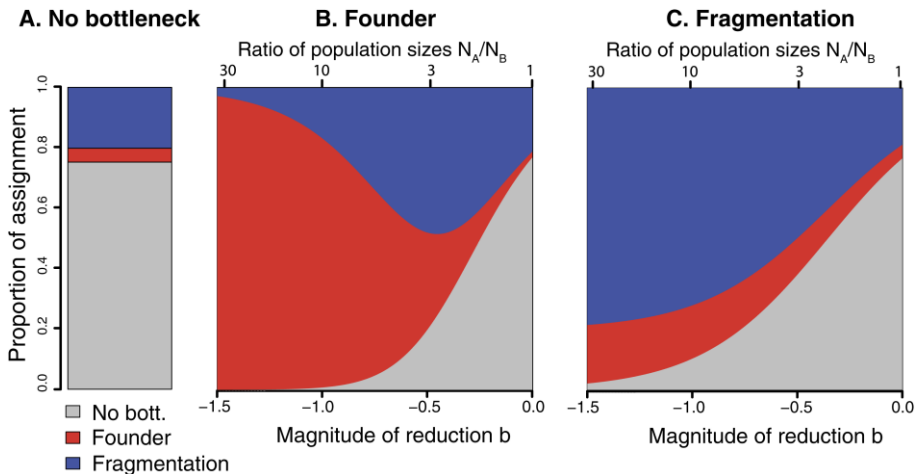 A. No bottleneck
B. Founder
C. Fragmentation
Ratio of population sizes N_A/N_B
Ratio of population sizes N_A/N_B
30 10 3 1
30 10 3 1
Proportion of assignment
1.0
0.8
0.6
0.4
0.2
0.0
−1.5 −1.0 −0.5 0.0
−1.5 −1.0 −0.5 0.0
Magnitude of reduction b
Magnitude of reduction b
No bott.
Founder
Fragmentation